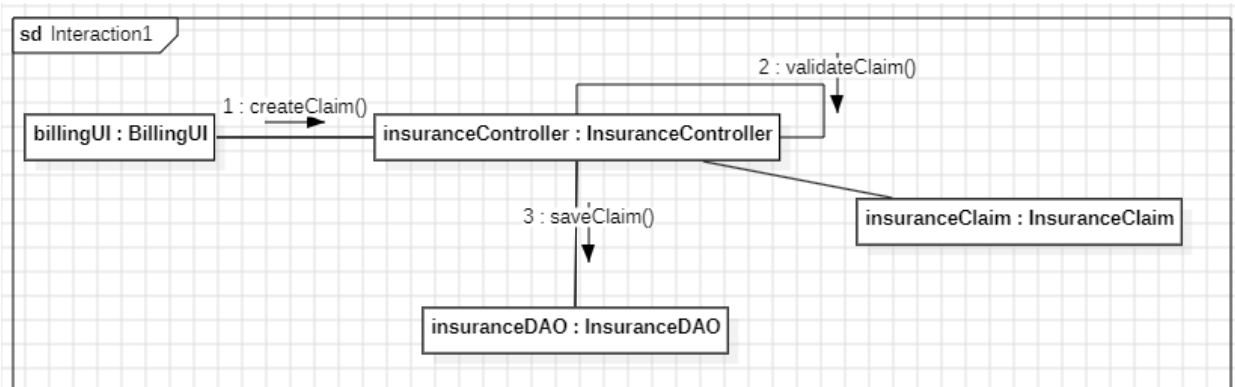 sd Interaction1
2 : validateClaim()
1 : createClaim()
billingUI : BillingUI
insuranceController : InsuranceController
3 : saveClaim()
insuranceClaim : InsuranceClaim
insuranceDAO : InsuranceDAO